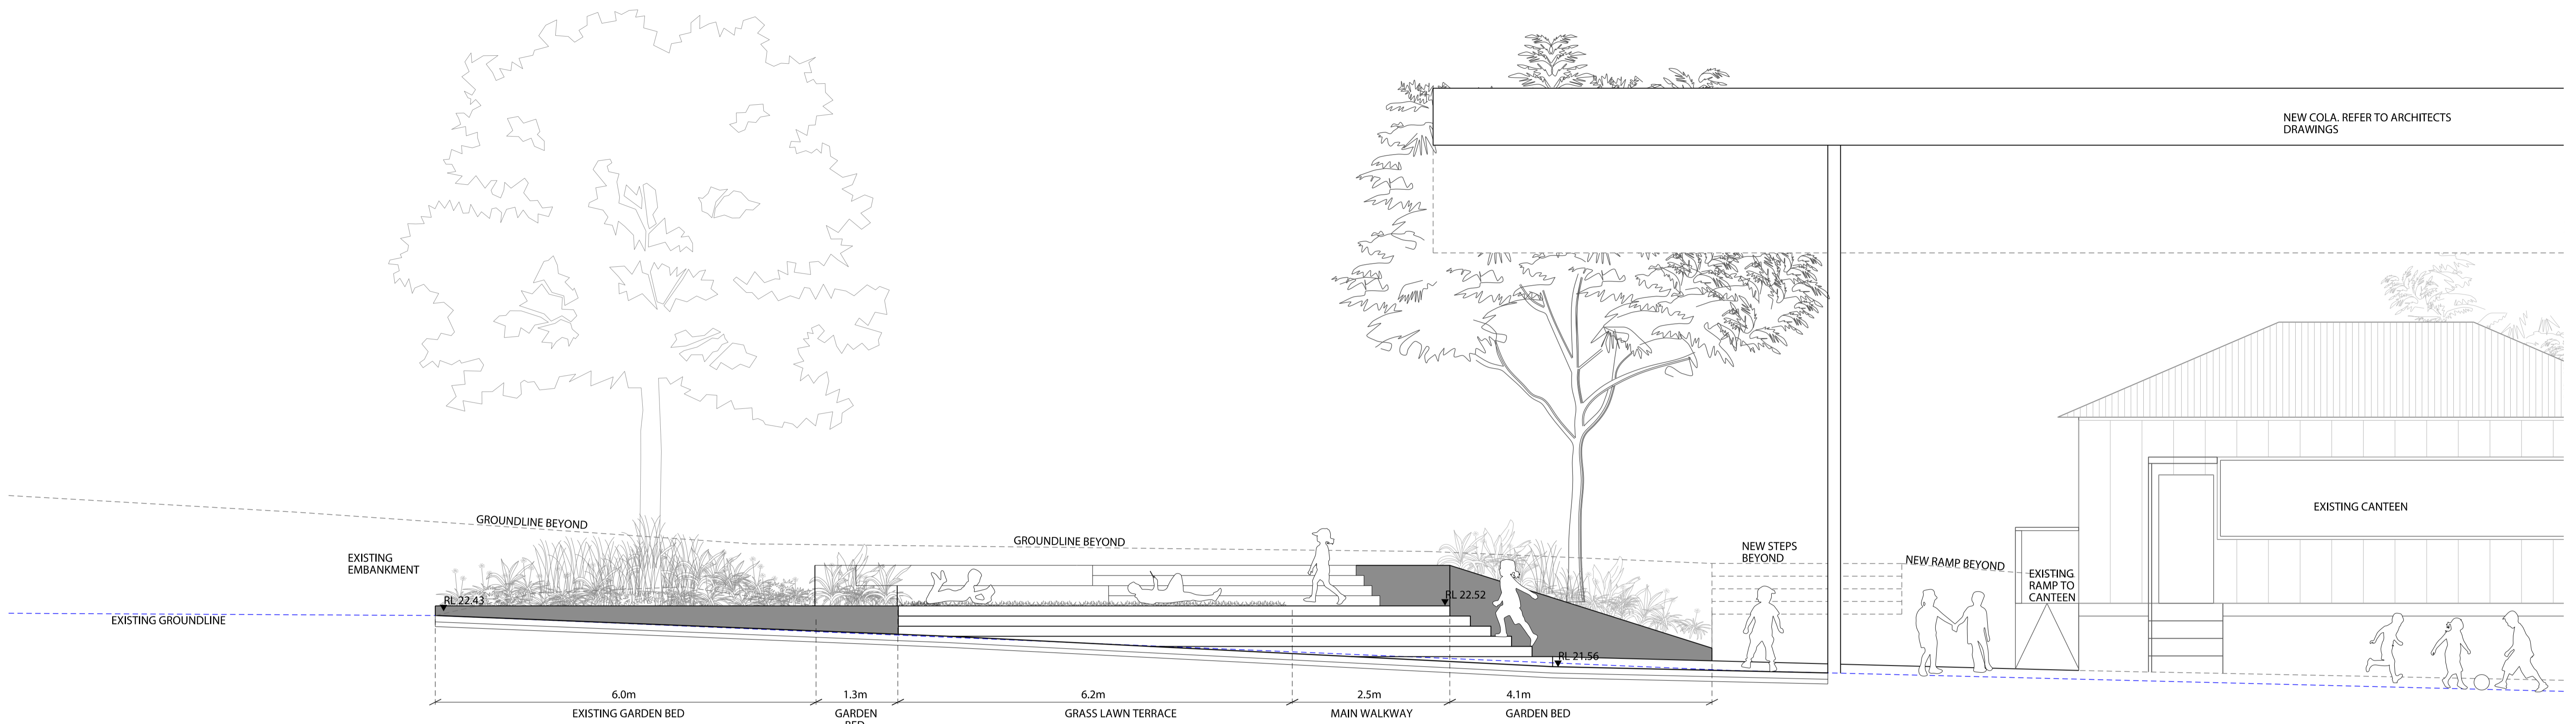 NEW COLA. REFER TO ARCHITECTS
DRAWINGS
EXISTING CANTEEN
GROUNDLINE BEYOND
GROUNDLINE BEYOND
NEW STEPS
BEYOND
NEW RAMP BEYOND
EXISTING
EMBANKMENT
EXISTING
RAMP TO
CANTEEN
RL 22.43
RL 22.52
EXISTING GROUNDLINE
RL 21.56
6.0m
1.3m
6.2m
2.5m
4.1m
EXISTING GARDEN BED
GARDEN
BED
GRASS LAWN TERRACE
MAIN WALKWAY
GARDEN BED